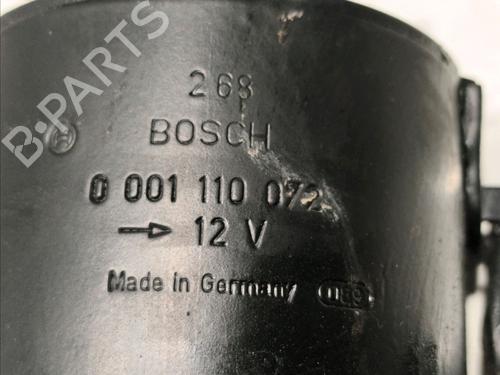 B-PARTS
268
BOSCH
0 001 110 072
→ 12 V
Made in Germany